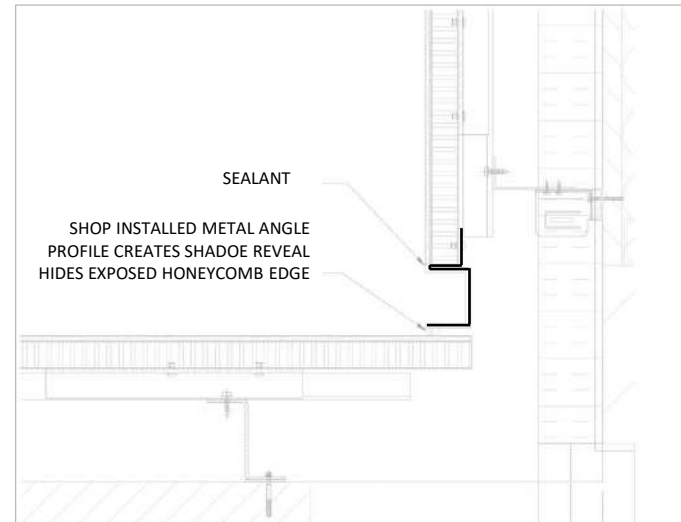 SEALANT
SHOP INSTALLED METAL ANGLE
PROFILE CREATES SHADOE REVEAL
HIDES EXPOSED HONEYCOMB EDGE